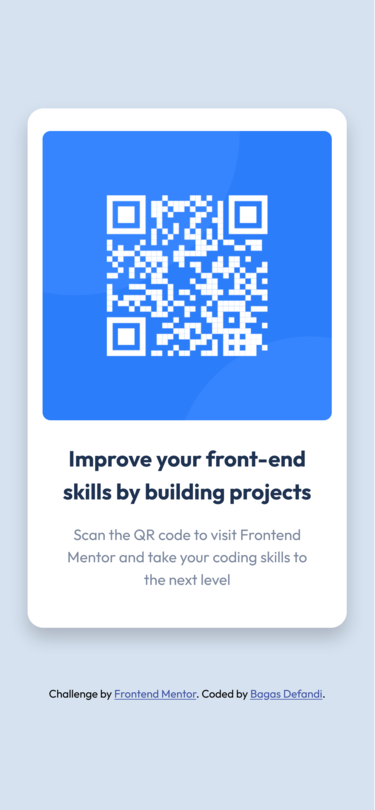 Improve your front-end
skills by building projects
Scan the QR code to visit Frontend
Mentor and take your coding skills to
the next level
Challenge by Frontend Mentor. Coded by Bagas Defandi.